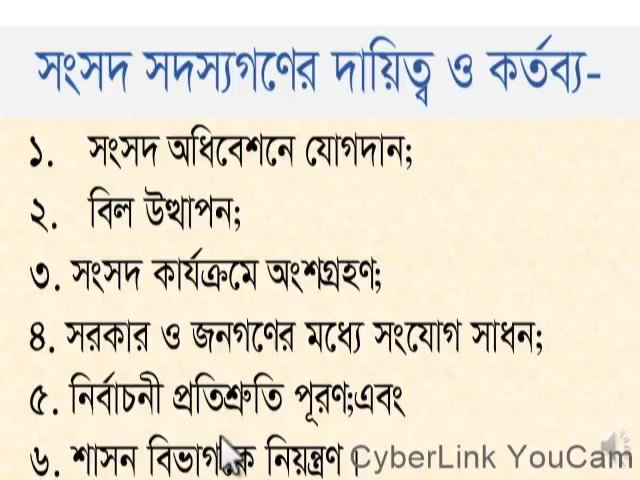 সংসদ সদস্যগণের দায়িত্ব ও কর্তব্য-
১. সংসদ অধিবেশনে যোগদান;
২. বিল উত্থাপন;
৩. সংসদ কার্যক্রমে অংশগ্রহণ;
৪. সরকার ও জনগণের মধ্যে সংযোগ সাধন;
৫. নির্বাচনী প্রতিশ্রুতি পূরণ;এবং
৬. শাসন বিভাগকে নিয়ন্ত্রণ।
CyberLink YouCam